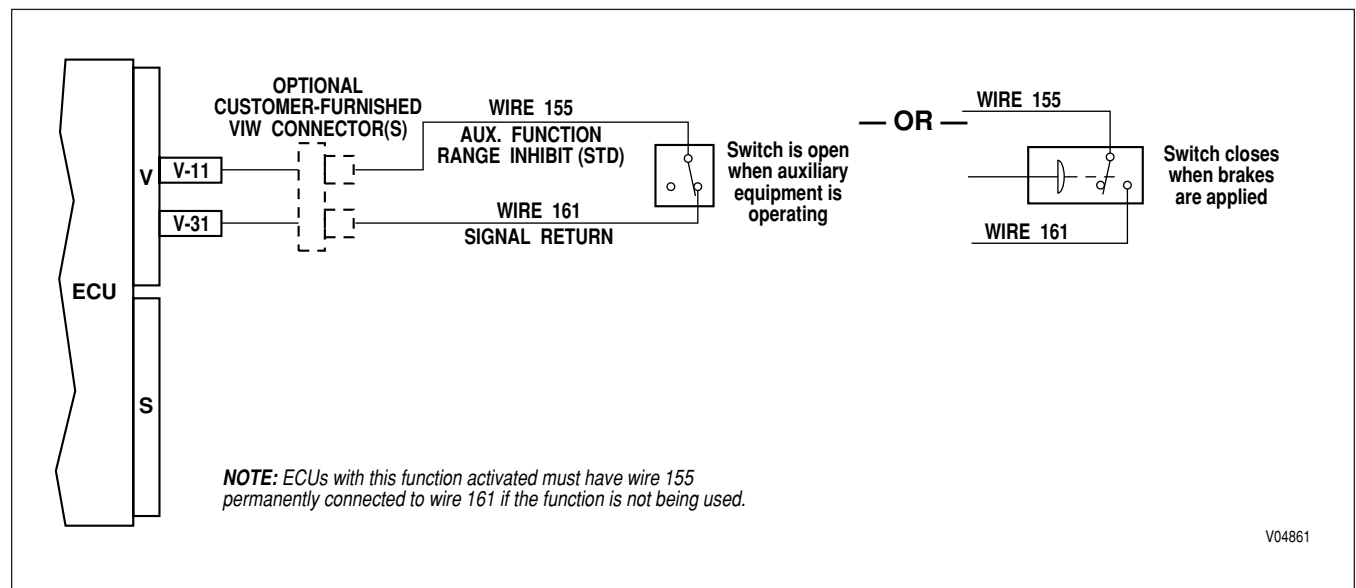 OPTIONAL
CUSTOMER-FURNISHED
VIW CONNECTOR(S)
WIRE 155
AUX. FUNCTION
RANGE INHIBIT (STD)
WIRE 161
SIGNAL RETURN
V
V-11
V-31
ECU
S
Switch is open
when auxiliary
equipment is
operating
— OR —
WIRE 155
WIRE 161
Switch closes
when brakes
are applied
NOTE: ECUs with this function activated must have wire 155
permanently connected to wire 161 if the function is not being used.
V04861